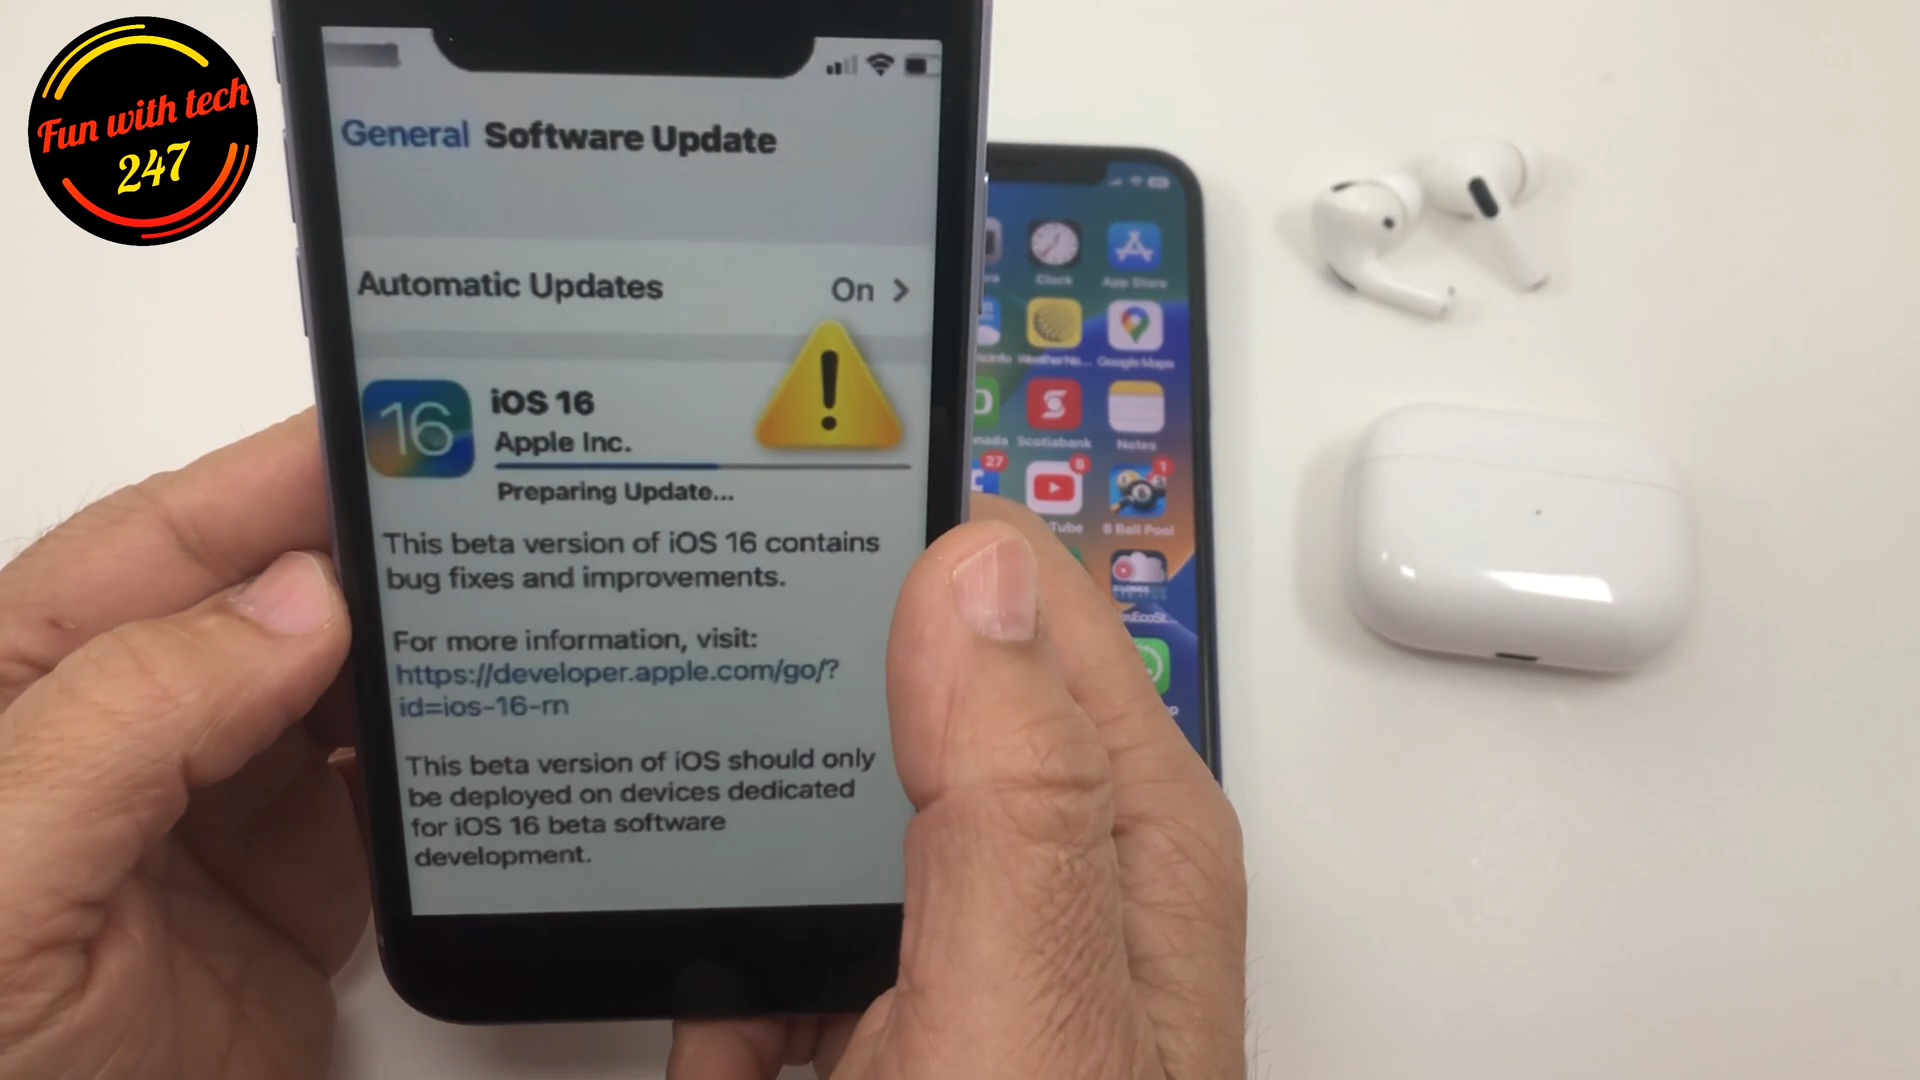 Fun with tech
247
General Software Update
Automatic Updates On
16
iOS 16
Apple Inc.
Preparing Update...
This beta version of iOS 16 contains
bug fixes and improvements.
For more information, visit:
https://developer.apple.com/go/?
id=ios-16-rn
This beta version of iOS should only
be deployed on devices dedicated
for iOS 16 beta software
development.
Clock
App Store
Google Maps
Scotiabank
Notes
27
8
1
8 Ball Pool